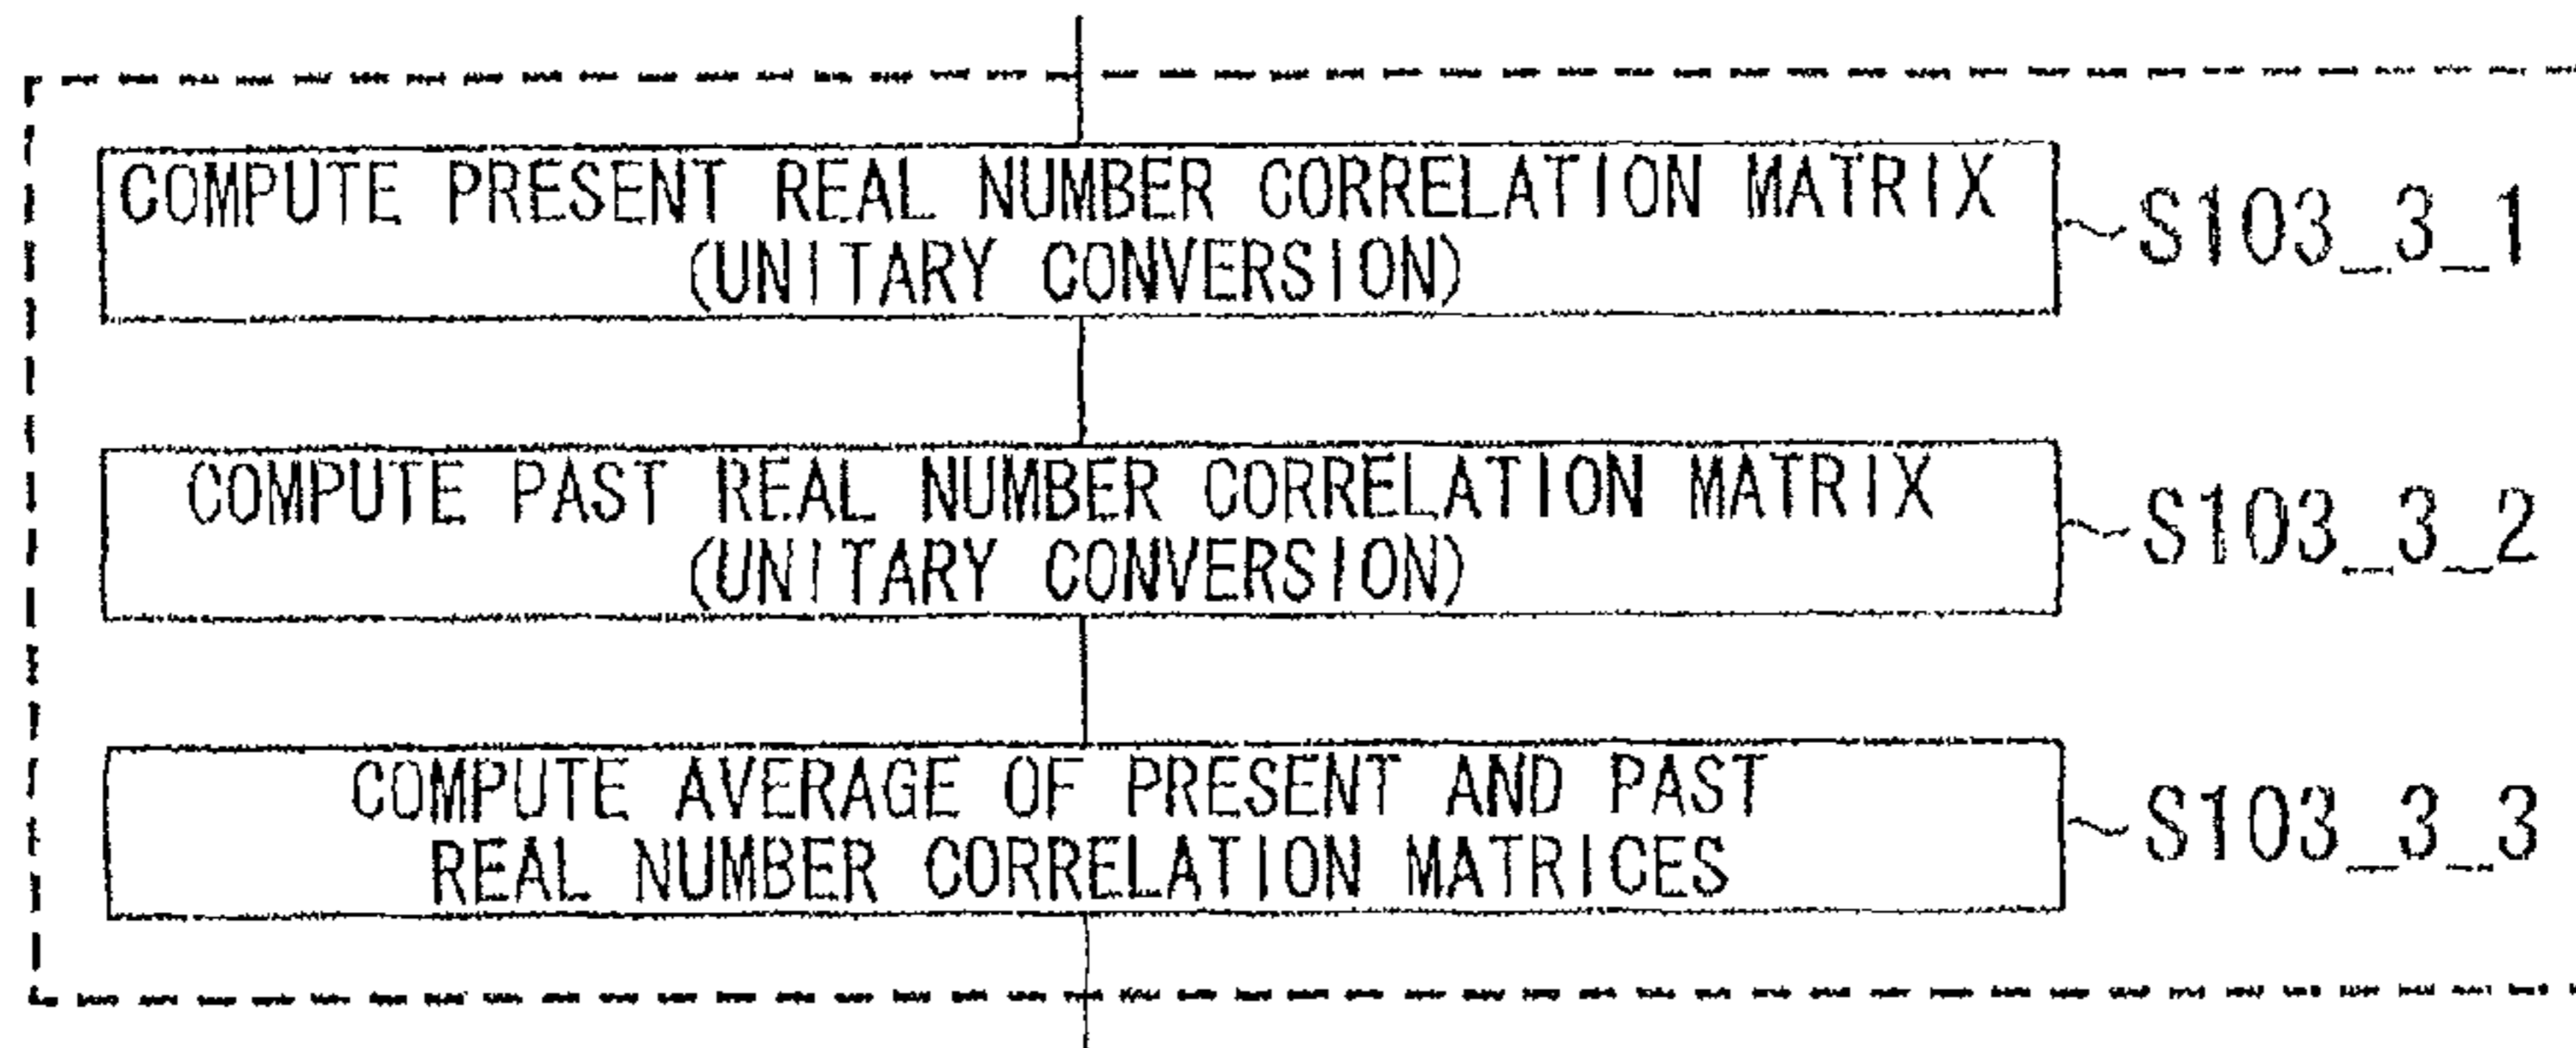 COMPUTE PRESENT REAL NUMBER CORRELATION MATRIX
(UNITARY CONVERSION)
S103_3_1
COMPUTE PAST REAL NUMBER CORRELATION MATRIX
(UNITARY CONVERSION)
S103_3_2
COMPUTE AVERAGE OF PRESENT AND PAST
REAL NUMBER CORRELATION MATRICES
S103_3_3